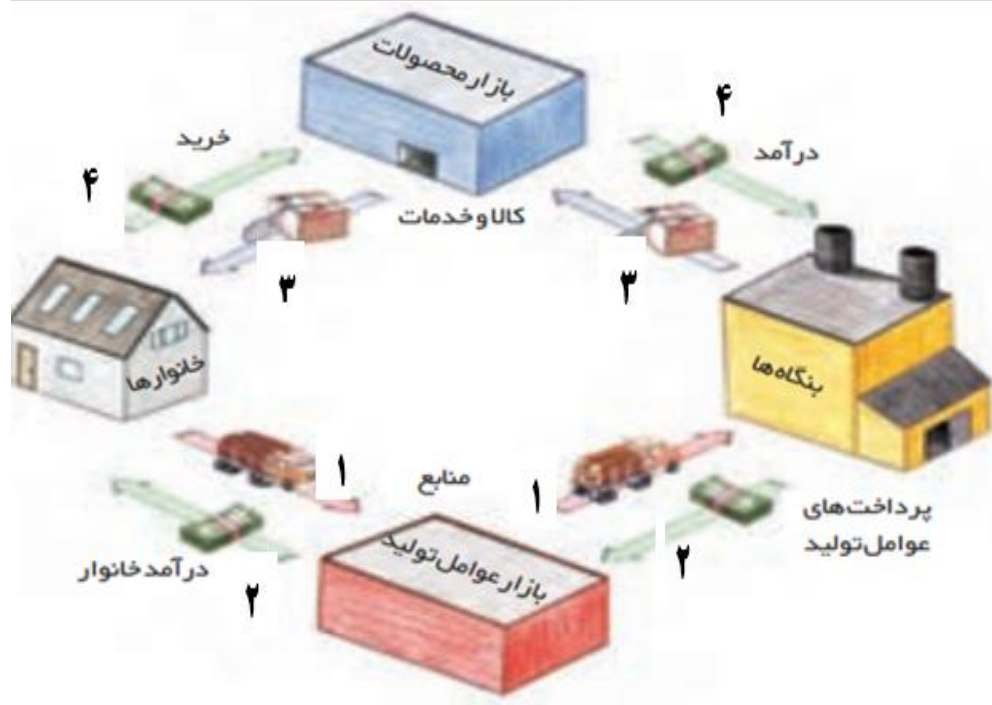 بازار محصولات
۴
درآمد
خرید
۴
کالا و خدمات
۳
۳
خانوارها
بنگاه‌ها
۱
منابع
۱
پرداخت‌های
عوامل تولید
بازار عوامل تولید
۲
درآمد خانوار
۲